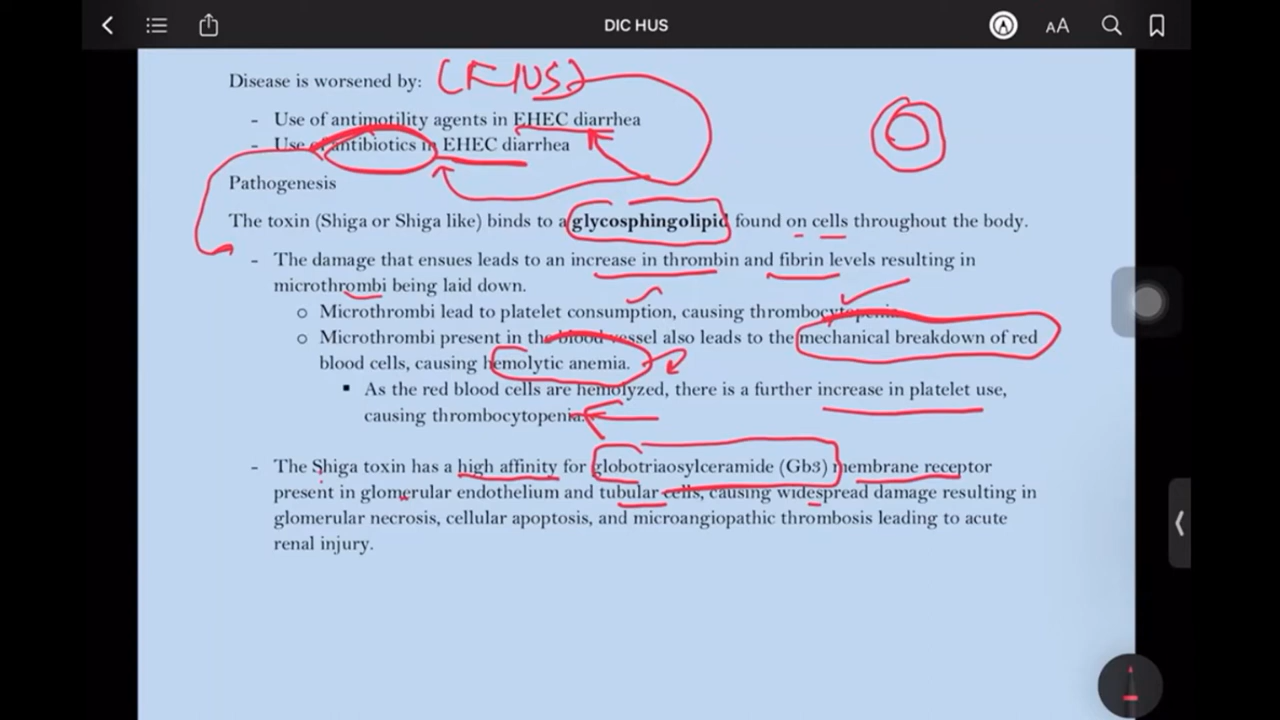 DIC HUS
AA
Disease is worsened by:
- Use of antimotility agents in EHEC diarrhea
- Use of antibiotics in EHEC diarrhea
Pathogenesis
The toxin (Shiga or Shiga like) binds to a glycosphingolipid found on cells throughout the body.
- The damage that ensues leads to an increase in thrombin and fibrin levels resulting in
microthrombi being laid down.
o Microthrombi lead to platelet consumption, causing thrombocytopenia.
o Microthrombi present in the blood vessel also leads to the mechanical breakdown of red
blood cells, causing hemolytic anemia.
▪ As the red blood cells are hemolyzed, there is a further increase in platelet use,
causing thrombocytopenia.
- The Shiga toxin has a high affinity for globotriaosylceramide (Gb3) membrane receptor
present in glomerular endothelium and tubular cells, causing widespread damage resulting in
glomerular necrosis, cellular apoptosis, and microangiopathic thrombosis leading to acute
renal injury.